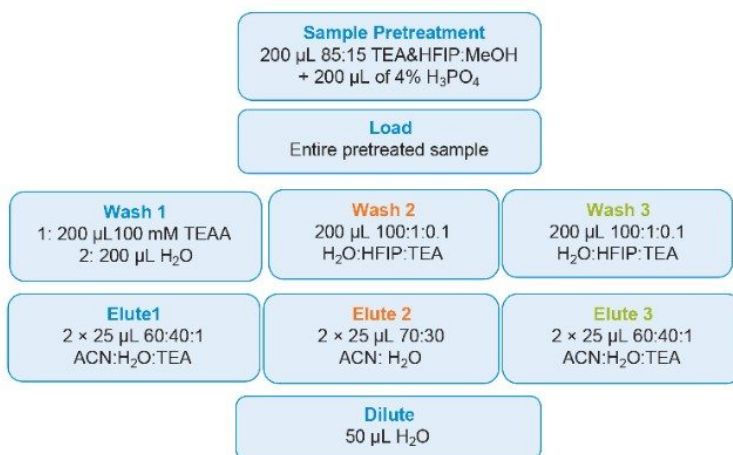 Sample Pretreatment
200 µL 85:15 TEA&HFIP:MeOH
+ 200 µL of 4% H₃PO₄
Load
Entire pretreated sample
Wash 1
1: 200 µL100 mM TEAA
2: 200 µL H₂O
Wash 2
200 µL 100:1:0.1
H₂O:HFIP:TEA
Wash 3
200 µL 100:1:0.1
H₂O:HFIP:TEA
Elute1
2 × 25 µL 60:40:1
ACN:H₂O:TEA
Elute 2
2 × 25 µL 70:30
ACN: H₂O
Elute 3
2 × 25 µL 60:40:1
ACN:H₂O:TEA
Dilute
50 µL H₂O